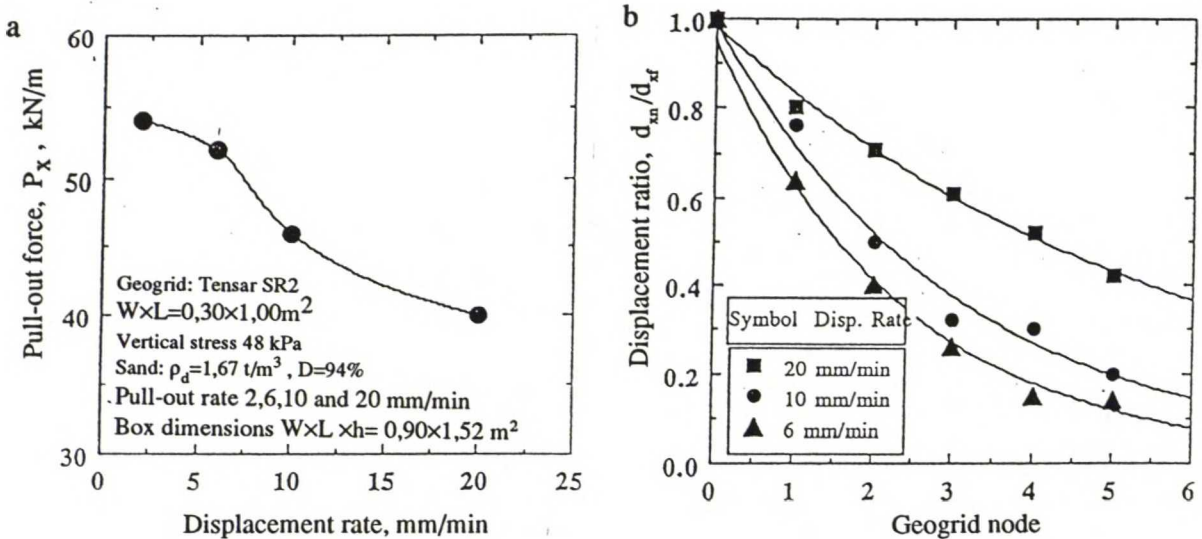 a
60
50
40
30
Pull-out force, P_x , kN/m
Geogrid: Tensar SR2
W×L=0,30×1,00m²
Vertical stress 48 kPa
Sand: ρ_d=1,67 t/m³ , D=94%
Pull-out rate 2,6,10 and 20 mm/min
Box dimensions W×L ×h= 0,90×1,52 m²
0 5 10 15 20 25
Displacement rate, mm/min
b
1.0
0.8
0.6
0.4
0.2
0.0
Displacement ratio, d_xn/d_xf
Symbol Disp. Rate
20 mm/min
10 mm/min
6 mm/min
0 1 2 3 4 5 6
Geogrid node